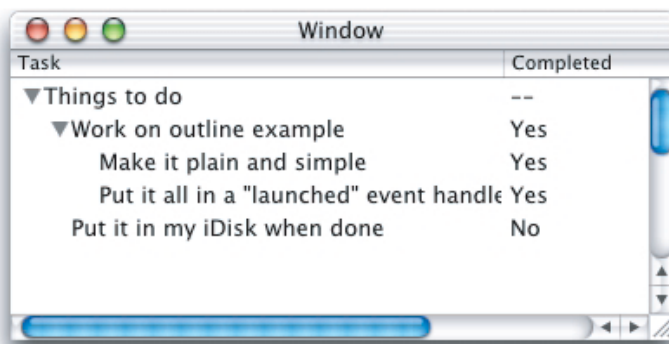 Window
Task Completed
Things to do --
Work on outline example Yes
Make it plain and simple Yes
Put it all in a "launched" event handle Yes
Put it in my iDisk when done No